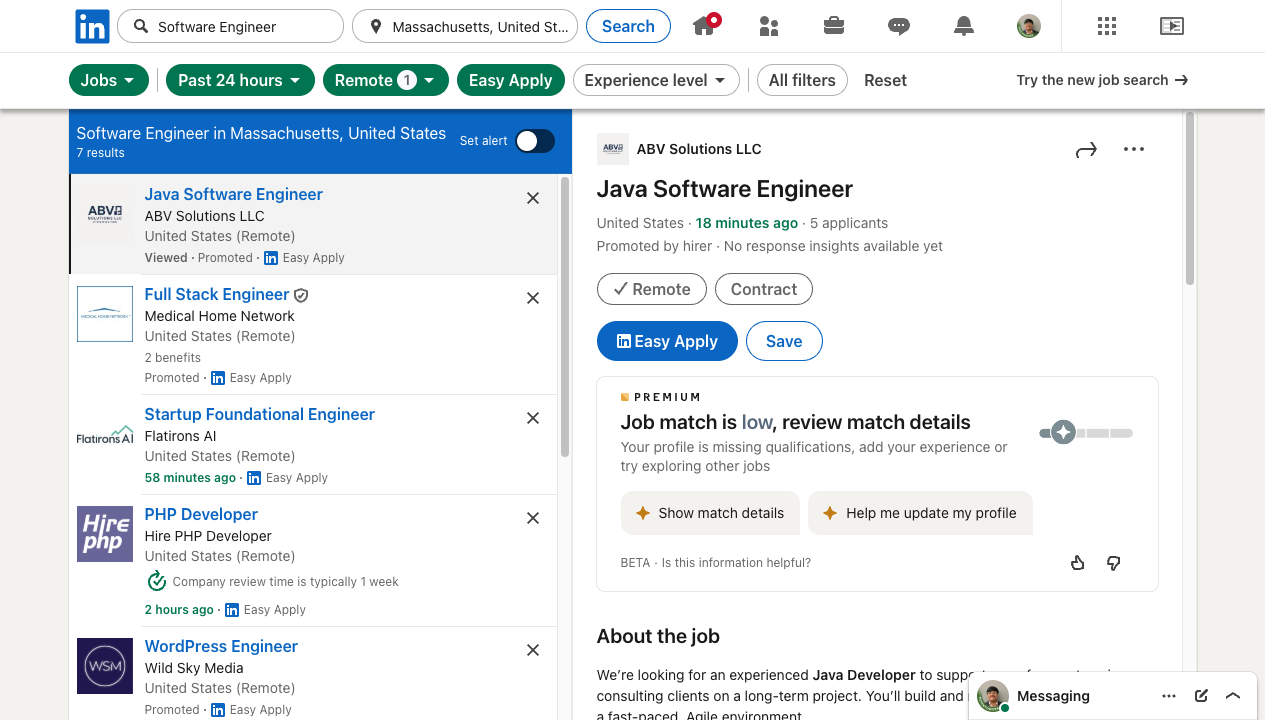 in
Software Engineer
Massachusetts, United St...
Search
Jobs
Past 24 hours
Remote 1
Easy Apply
Experience level
All filters
Reset
Try the new job search →
Software Engineer in Massachusetts, United States
7 results
Set alert
ABV
SOLUTIONS LLC
Java Software Engineer
ABV Solutions LLC
United States (Remote)
Viewed · Promoted · in Easy Apply
MEDICAL HOME NETWORK
Full Stack Engineer
Medical Home Network
United States (Remote)
2 benefits
Promoted · in Easy Apply
Flatirons AI
Startup Foundational Engineer
Flatirons AI
United States (Remote)
58 minutes ago · in Easy Apply
Hire
php
PHP Developer
Hire PHP Developer
United States (Remote)
Company review time is typically 1 week
2 hours ago · in Easy Apply
WSM
WordPress Engineer
Wild Sky Media
United States (Remote)
Promoted · in Easy Apply
ABV
ABV Solutions LLC
Java Software Engineer
United States · 18 minutes ago · 5 applicants
Promoted by hirer · No response insights available yet
Remote
Contract
in Easy Apply
Save
PREMIUM
Job match is low, review match details
Your profile is missing qualifications, add your experience or
try exploring other jobs
Show match details
Help me update my profile
BETA · Is this information helpful?
About the job
We're looking for an experienced Java Developer to
consulting clients on a long-term project. You'll build and
a fast-paced, Agile environment
Messaging